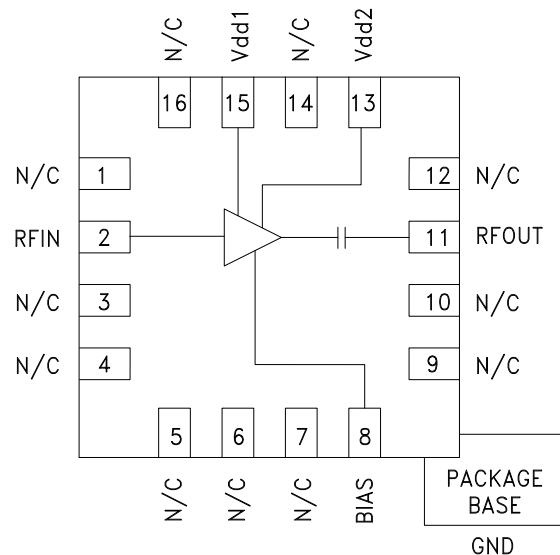 N/C Vdd1 N/C Vdd2
16 15 14 13
N/C 1 12 N/C
RFIN 2 11 RFOUT
N/C 3 10 N/C
N/C 4 9 N/C
5 6 7 8
N/C N/C N/C BIAS
PACKAGE
BASE
GND